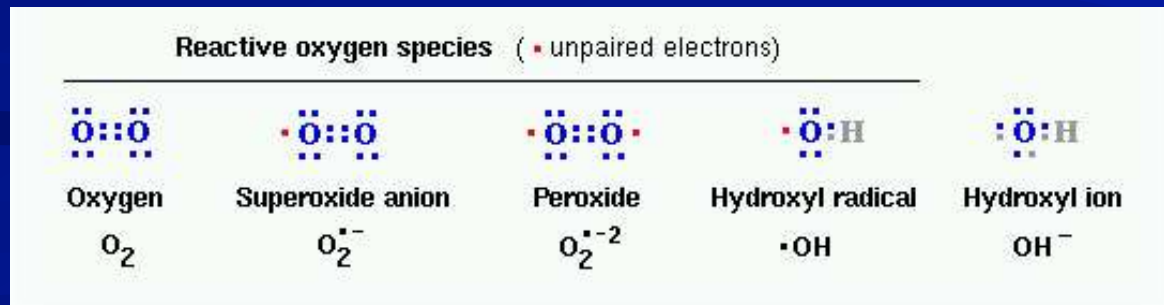 Reactive oxygen species ( • unpaired electrons)
Ö::Ö •Ö::Ö •Ö::Ö• •Ö:H :Ö:H
Oxygen Superoxide anion Peroxide Hydroxyl radical Hydroxyl ion
O₂ O₂•⁻ O₂•⁻² •OH OH⁻